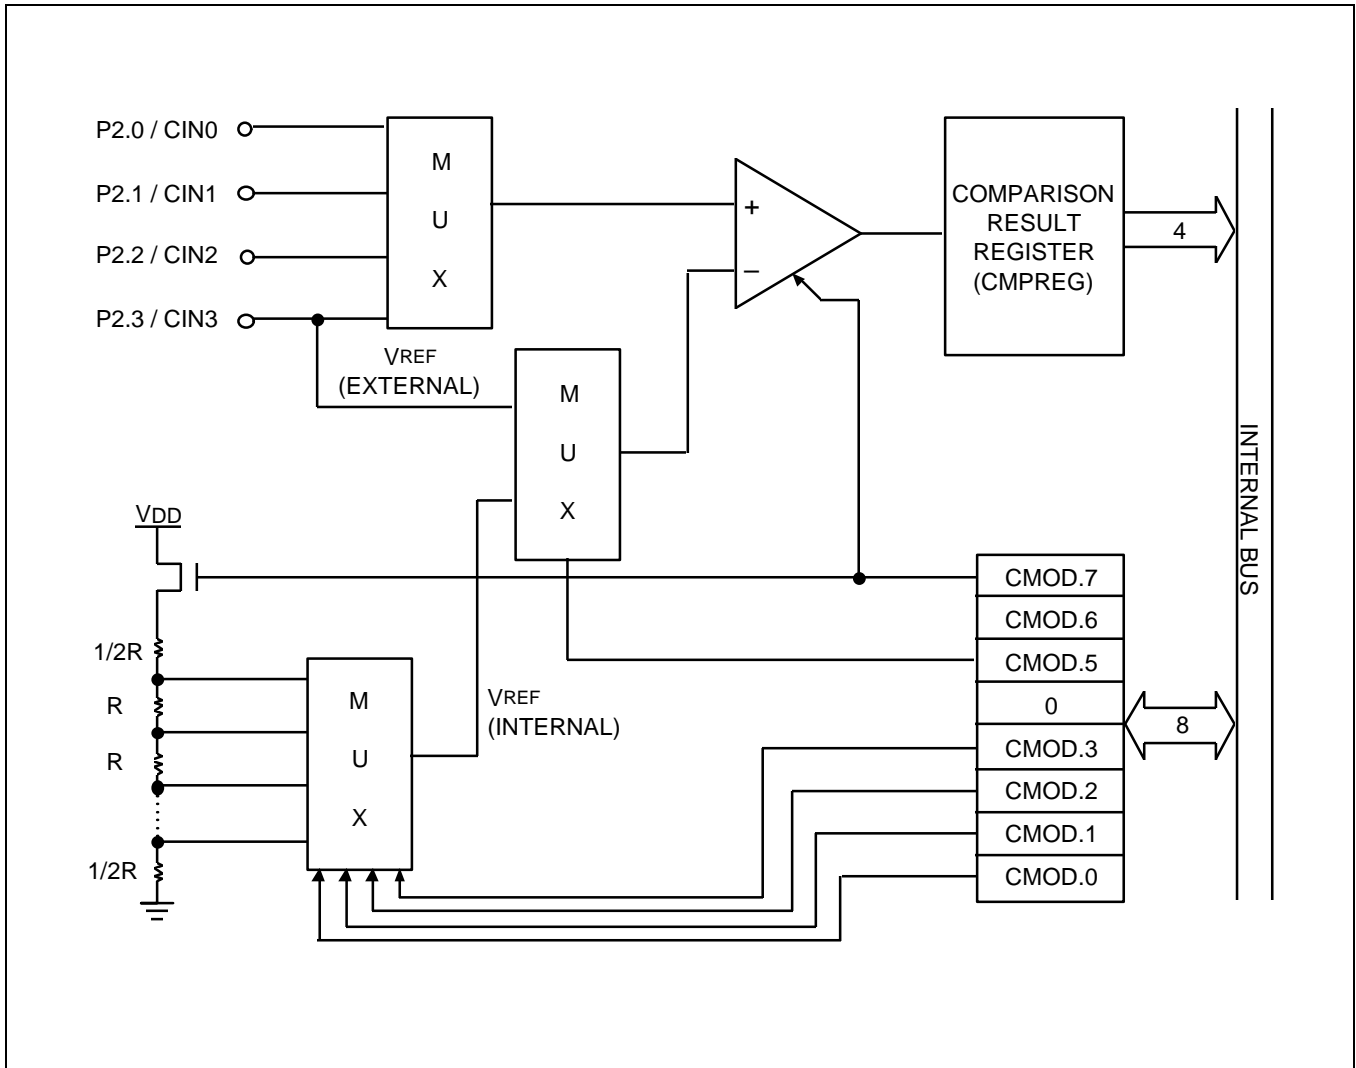 P2.0 / CIN0
P2.1 / CIN1
P2.2 / CIN2
P2.3 / CIN3
M
U
X
+
–
COMPARISON
RESULT
REGISTER
(CMPREG)
4
VREF
(EXTERNAL)
M
U
X
INTERNAL BUS
VDD
1/2R
R
R
1/2R
M
U
X
VREF
(INTERNAL)
CMOD.7
CMOD.6
CMOD.5
0
CMOD.3
CMOD.2
CMOD.1
CMOD.0
8